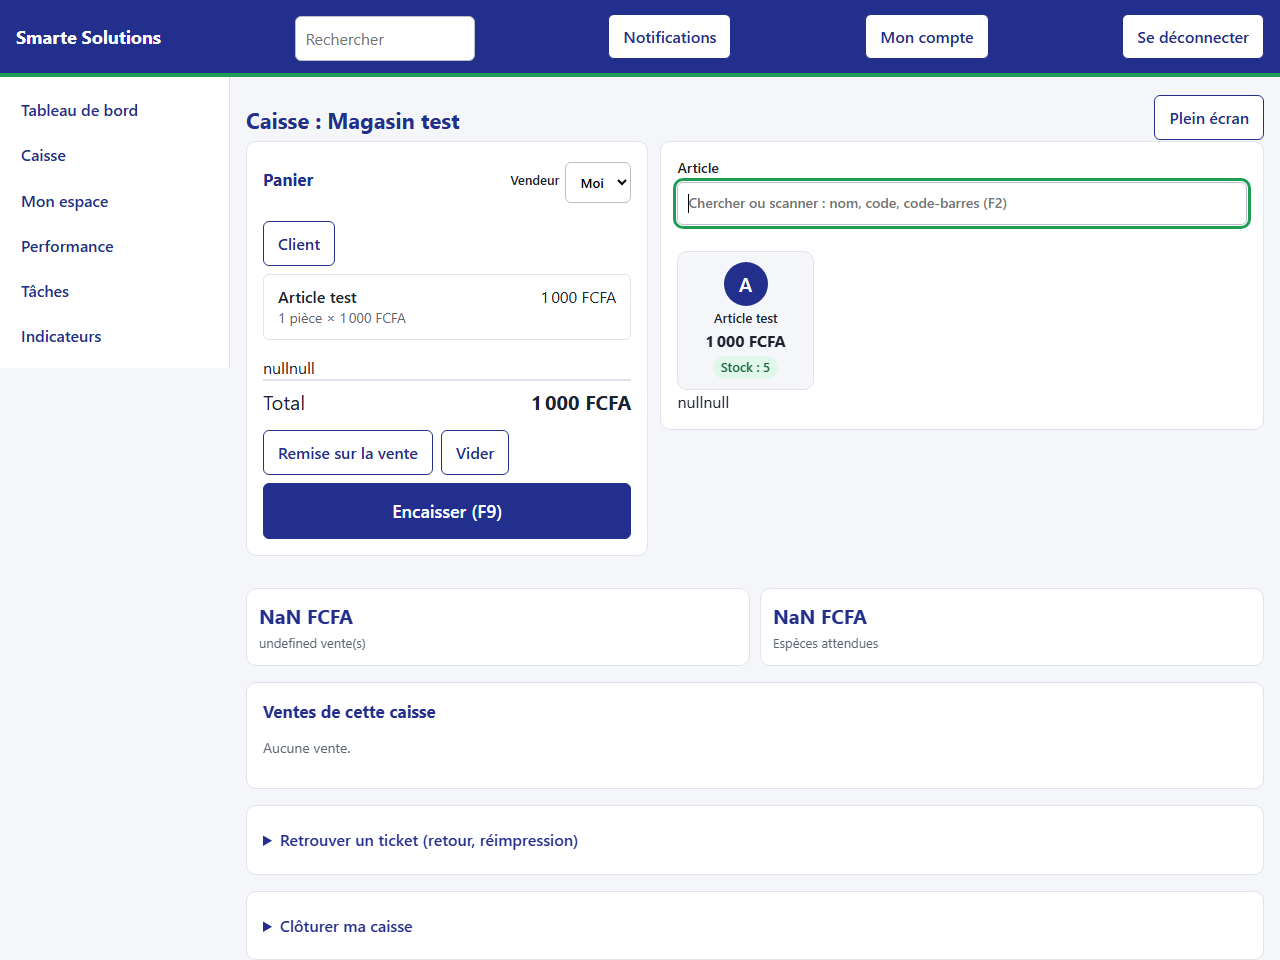 Smarte Solutions
Rechercher
Notifications
Mon compte
Se déconnecter
Tableau de bord
Caisse
Mon espace
Performance
Tâches
Indicateurs
Caisse : Magasin test
Plein écran
Panier
Vendeur
Moi
Client
Article test
1 000 FCFA
1 pièce × 1 000 FCFA
nullnull
Total
1 000 FCFA
Remise sur la vente
Vider
Encaisser (F9)
Article
Chercher ou scanner : nom, code, code-barres (F2)
A
Article test
1 000 FCFA
Stock : 5
nullnull
NaN FCFA
undefined vente(s)
NaN FCFA
Espèces attendues
Ventes de cette caisse
Aucune vente.
Retrouver un ticket (retour, réimpression)
Clôturer ma caisse